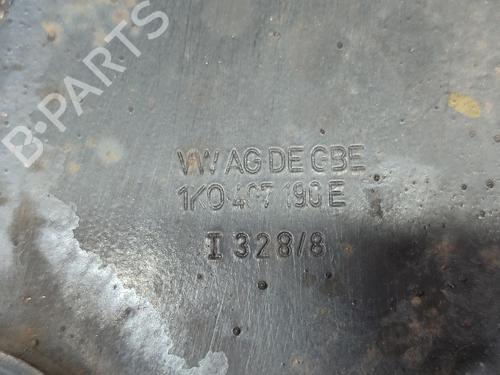 B-PARTS
VW AG DE GBE
1K0 407 190 E
I 328/8